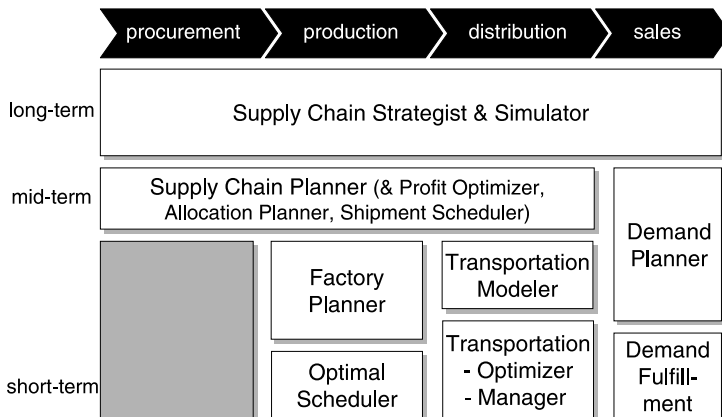 procurement production distribution sales
long-term
Supply Chain Strategist & Simulator
mid-term
Supply Chain Planner (& Profit Optimizer,
Allocation Planner, Shipment Scheduler)
Demand
Planner
Factory
Planner
Transportation
Modeler
short-term
Optimal
Scheduler
Transportation
- Optimizer
- Manager
Demand
Fulfill-
ment